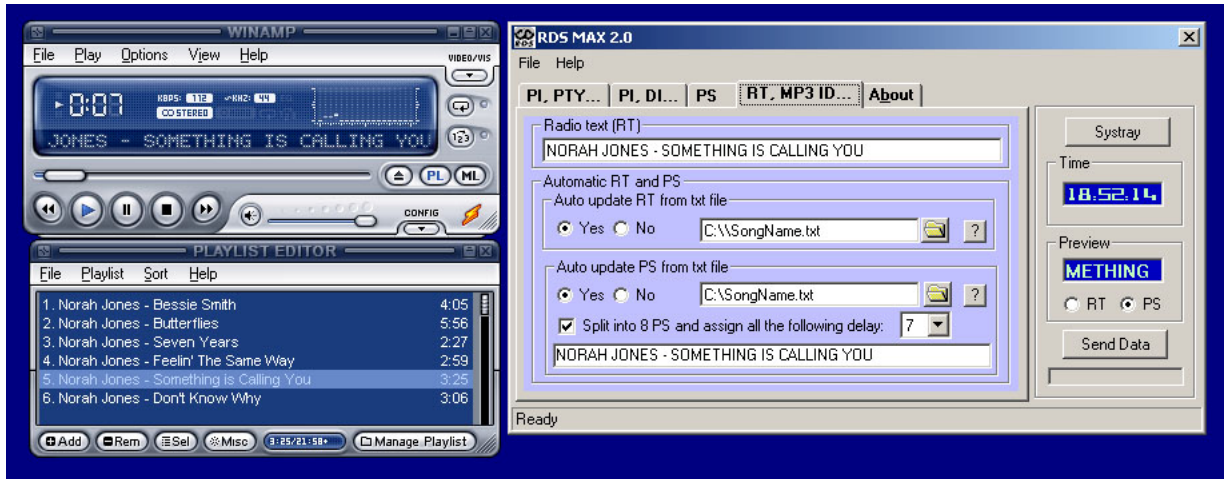 WINAMP
File Play Options View Help
VIDEO/VIS
0:07
KBPS: 112 KHZ: 44
STEREO
JONES - SOMETHING IS CALLING YOU
PL ML
CONFIG
PLAYLIST EDITOR
File Playlist Sort Help
1. Norah Jones - Bessie Smith 4:05
2. Norah Jones - Butterflies 5:56
3. Norah Jones - Seven Years 2:27
4. Norah Jones - Feelin' The Same Way 2:59
5. Norah Jones - Something is Calling You 3:25
6. Norah Jones - Don't Know Why 3:06
Add Rem Sel Misc 3:25/21:58+ Manage Playlist
RDS MAX 2.0
File Help
PI, PTY... PI, DI... PS RT, MP3 ID... About
Radio text (RT)
NORAH JONES - SOMETHING IS CALLING YOU
Automatic RT and PS
Auto update RT from txt file
Yes No C:\\SongName.txt ?
Auto update PS from txt file
Yes No C:\SongName.txt ?
Split into 8 PS and assign all the following delay: 7
NORAH JONES - SOMETHING IS CALLING YOU
Systray
Time
18:52:14
Preview
METHING
RT PS
Send Data
Ready